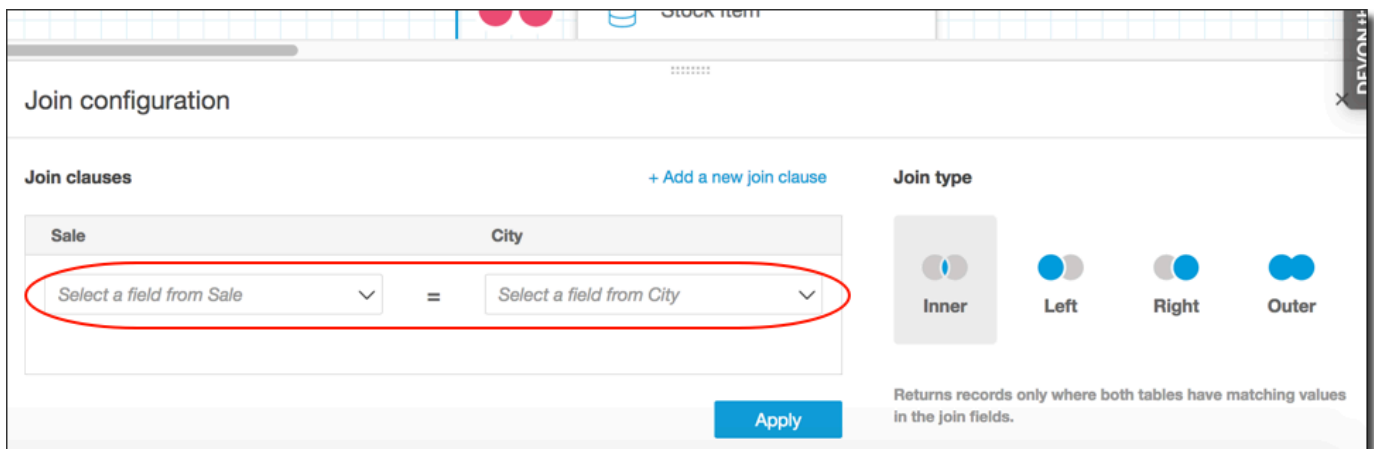 Stock Item
Join configuration
×
Join clauses
+ Add a new join clause
Sale
City
Select a field from Sale
=
Select a field from City
Apply
Join type
Inner
Left
Right
Outer
Returns records only where both tables have matching values
in the join fields.